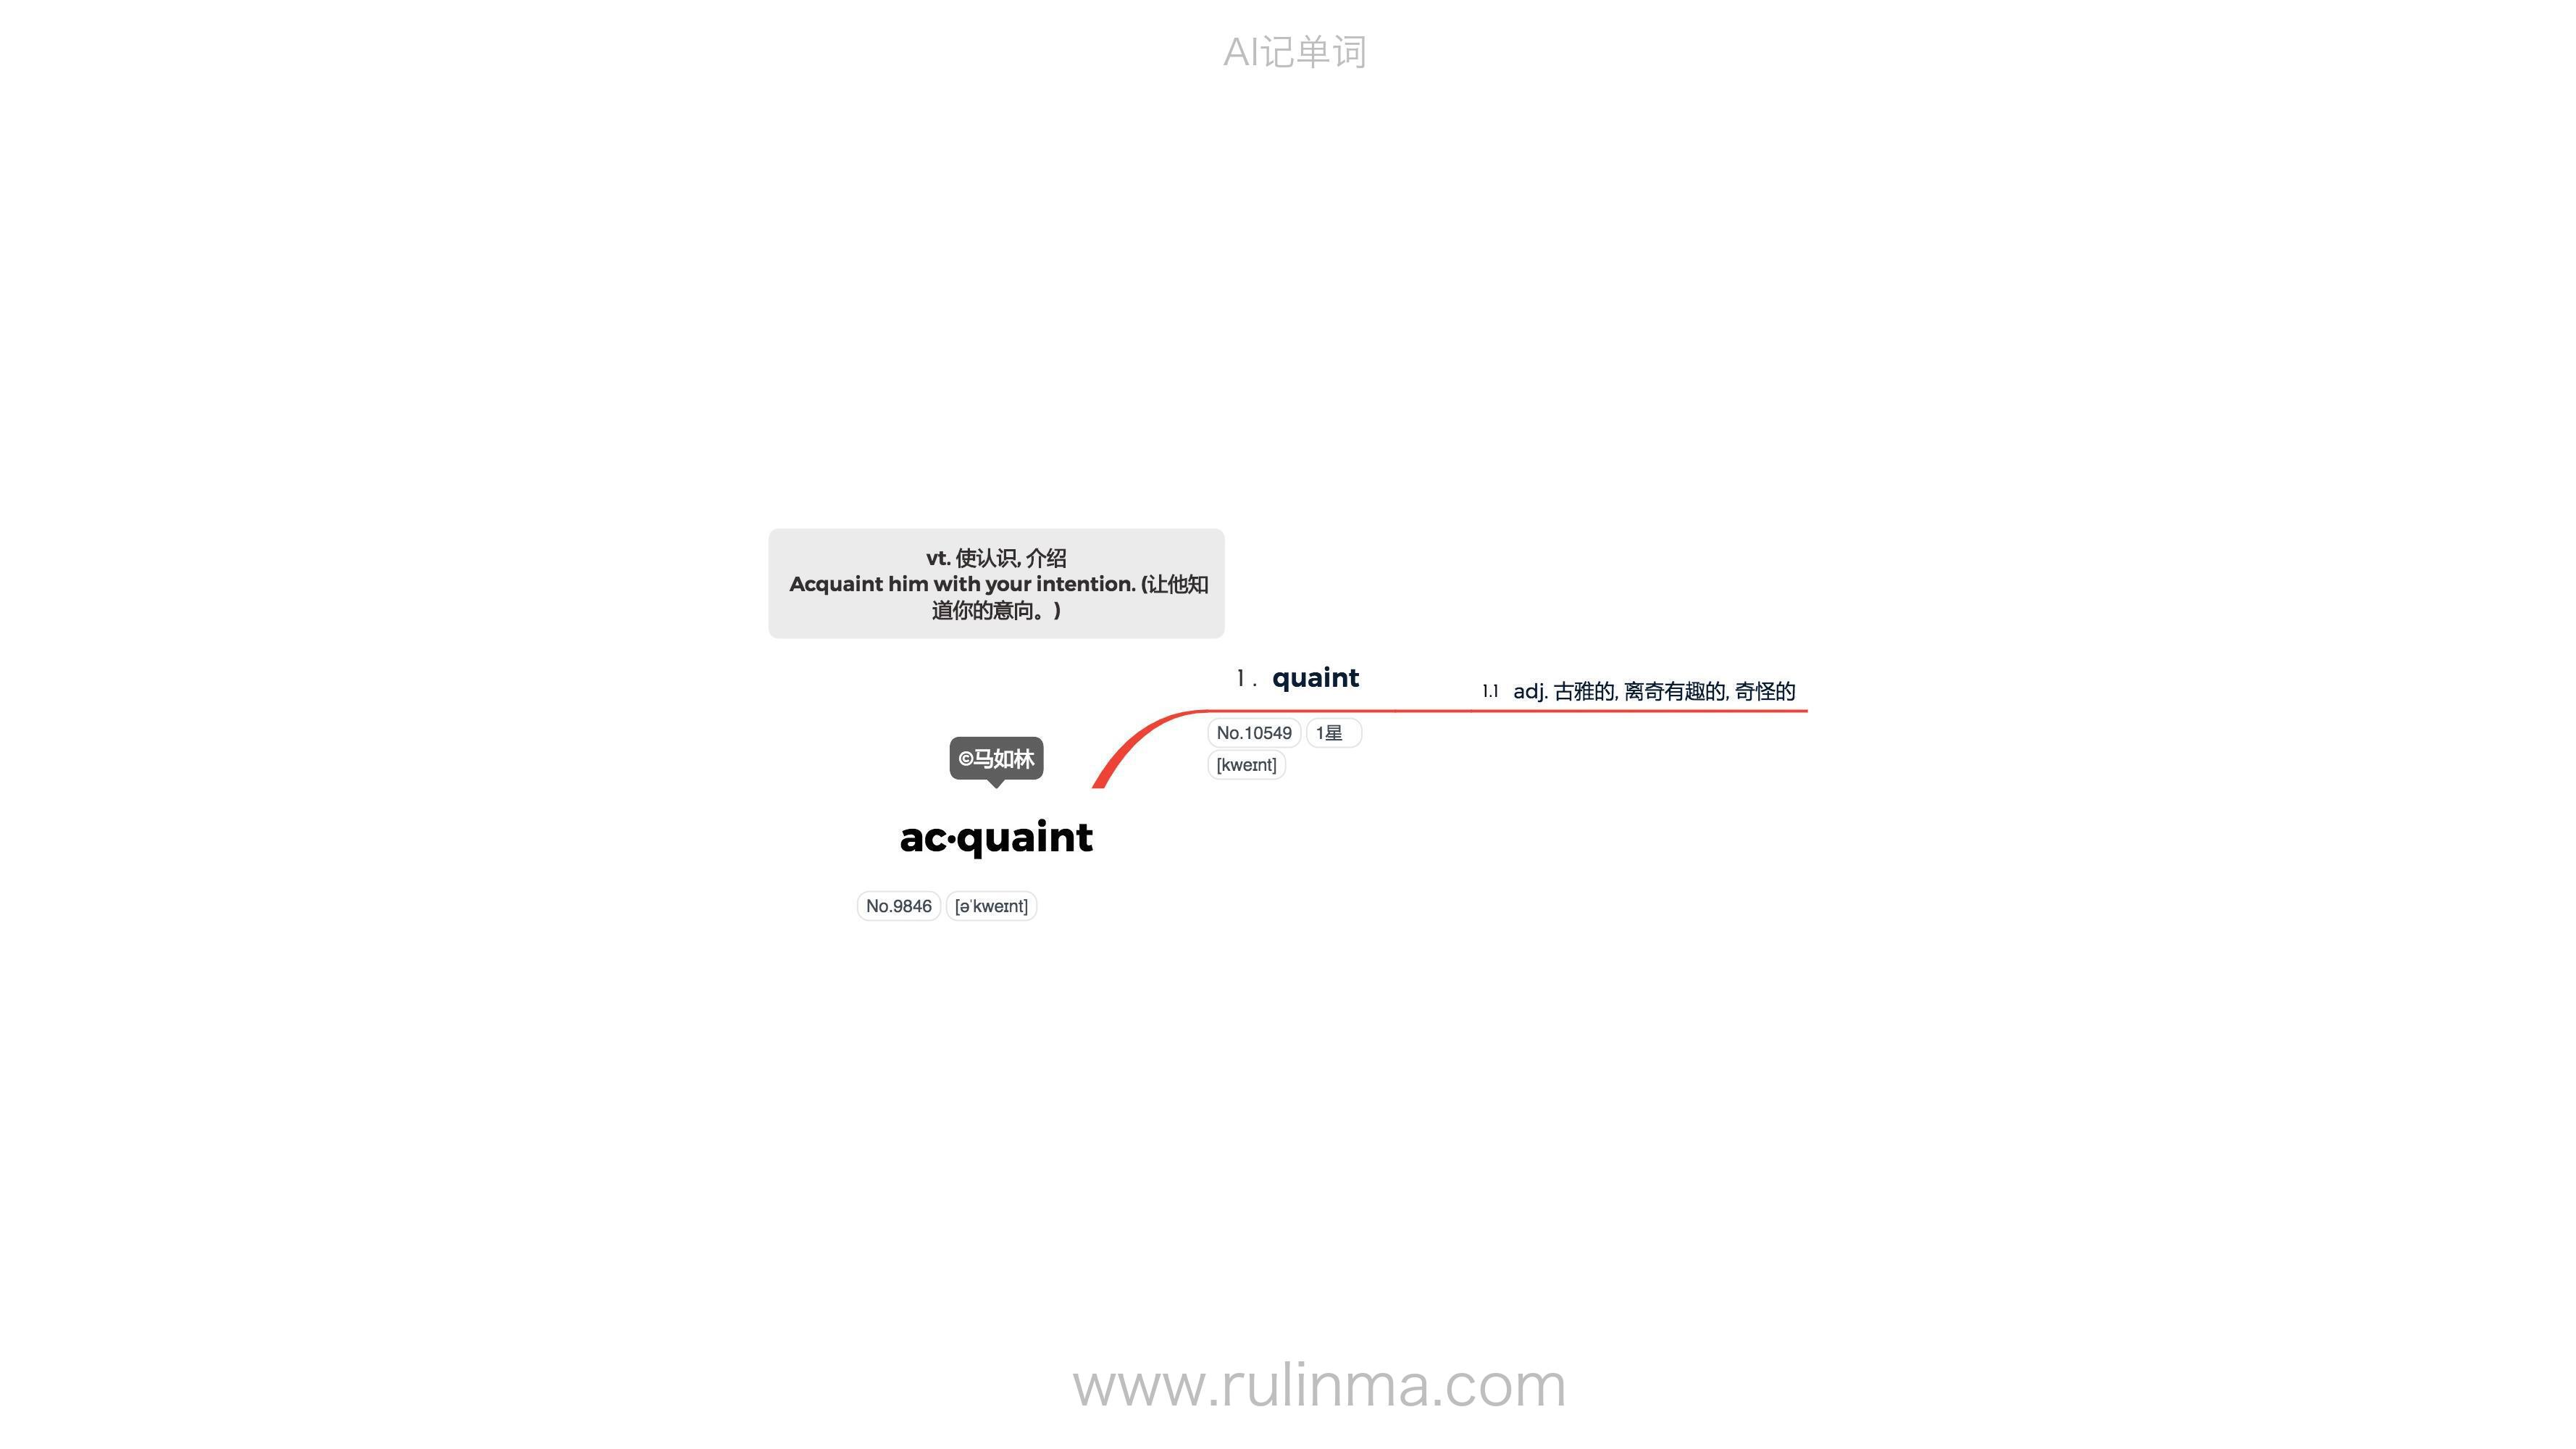 AI记单词
vt. 使认识, 介绍
Acquaint him with your intention. (让他知
道你的意向。)
1. quaint
1.1 adj. 古雅的, 离奇有趣的, 奇怪的
No.10549 1星
[kweɪnt]
©马如林
ac·quaint
No.9846 [əˈkweɪnt]
www.rulinma.com